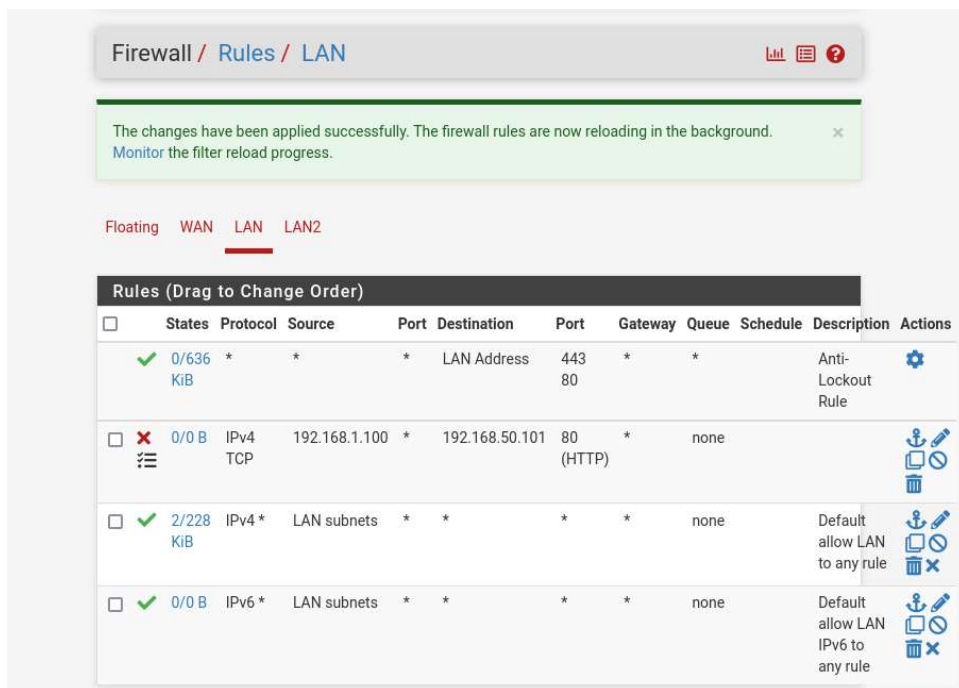 Firewall / Rules / LAN
The changes have been applied successfully. The firewall rules are now reloading in the background.
Monitor the filter reload progress.
×
Floating WAN LAN LAN2
Rules (Drag to Change Order)
States Protocol Source Port Destination Port Gateway Queue Schedule Description Actions
0/636 * * * LAN Address 443 * * Anti-
KiB 80 Lockout
Rule
0/0 B IPv4 192.168.1.100 * 192.168.50.101 80 * none
TCP (HTTP)
2/228 IPv4 * LAN subnets * * * * none Default
KiB allow LAN
to any rule
0/0 B IPv6 * LAN subnets * * * * none Default
allow LAN
IPv6 to
any rule